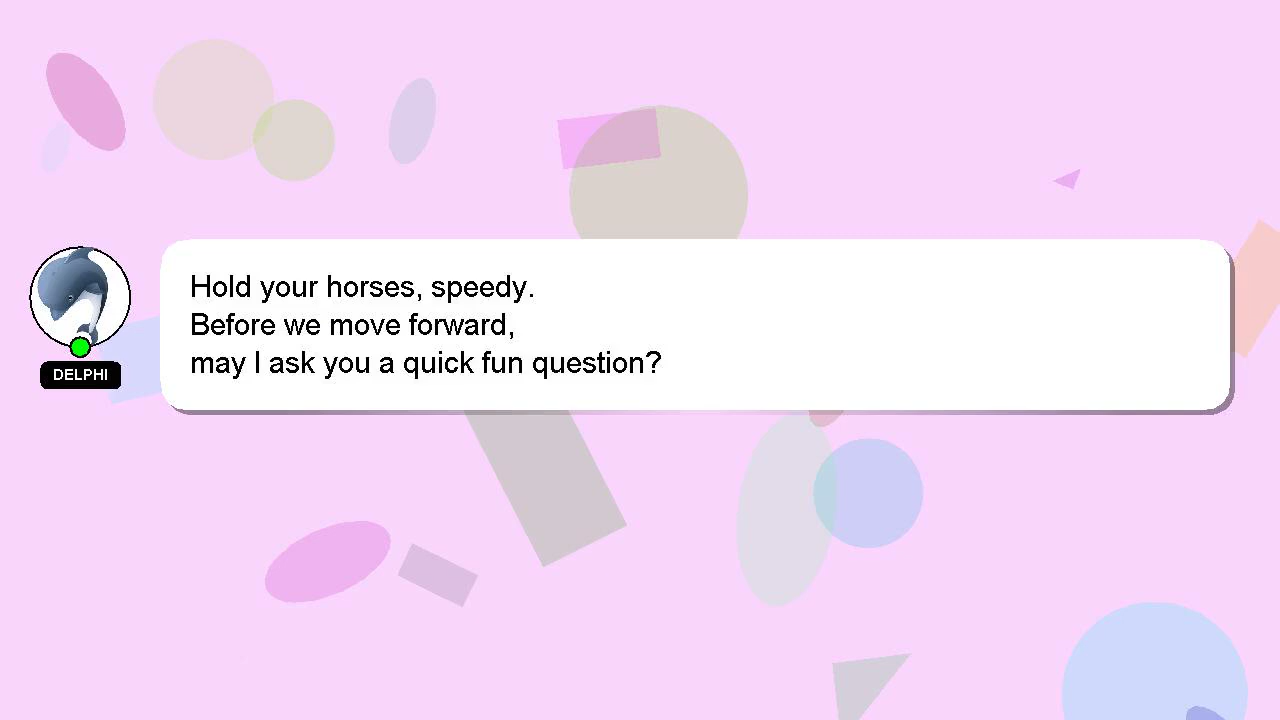 Hold your horses, speedy.
Before we move forward,
may I ask you a quick fun question?
DELPHI